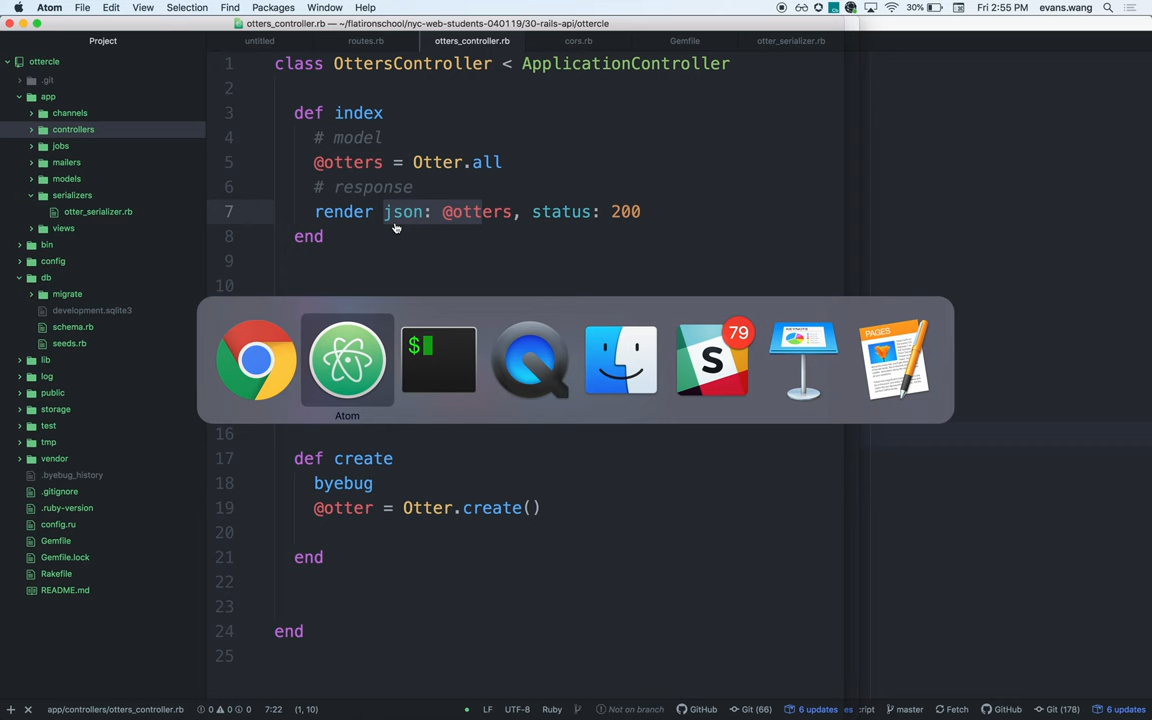 Atom File Edit View Selection Find Packages Window Help 30% Fri 2:55 PM evans.wang
otters_controller.rb — ~/flatironschool/nyc-web-students-040119/30-rails-api/ottercle
Project untitled routes.rb otters_controller.rb cors.rb Gemfile otter_serializer.rb
ottercle
.git
app
channels
controllers
jobs
mailers
models
serializers
otter_serializer.rb
views
bin
config
db
migrate
development.sqlite3
schema.rb
seeds.rb
lib
log
public
storage
test
tmp
vendor
.byebug_history
.gitignore
.ruby-version
config.ru
Gemfile
Gemfile.lock
Rakefile
README.md
1 class OttersController < ApplicationController
2
3 def index
4 # model
5 @otters = Otter.all
6 # response
7 render json: @otters, status: 200
8 end
9
10
16
17 def create
18 byebug
19 @otter = Otter.create()
20
21 end
22
23
24 end
25
$
S
79
KEYNOTE
PAGES
Atom
app/controllers/otters_controller.rb 0 0 0 7:22 (1, 10) LF UTF-8 Ruby Not on branch GitHub Git (66) 6 updates es script master Fetch GitHub Git (178) 6 updates